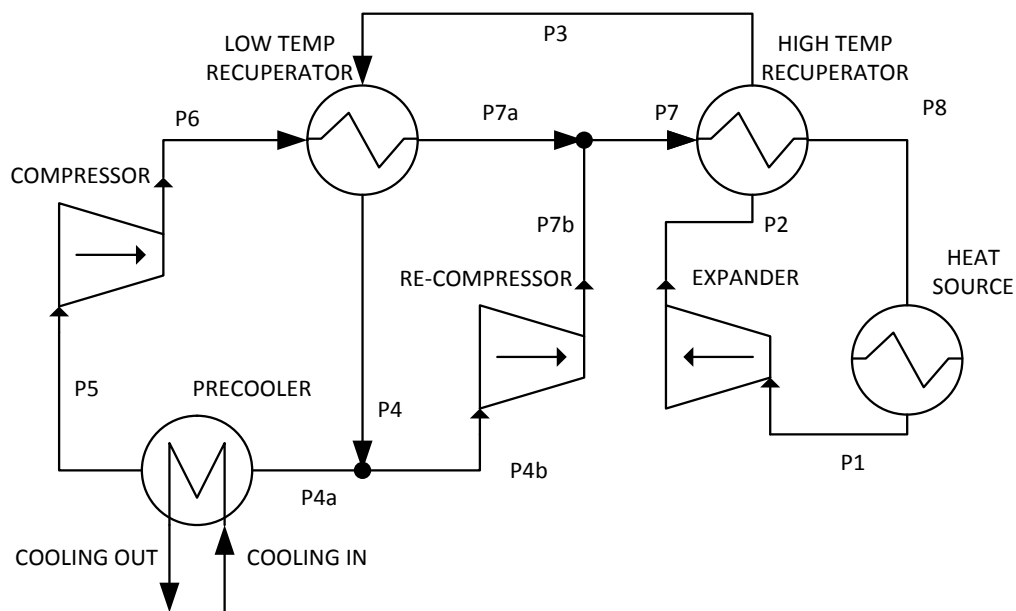 P3
LOW TEMP
RECUPERATOR
HIGH TEMP
RECUPERATOR
P6
P7a
P7
P8
COMPRESSOR
P7b
P2
RE-COMPRESSOR
EXPANDER
HEAT
SOURCE
P5
PRECOOLER
P4
P1
P4a
P4b
COOLING OUT
COOLING IN